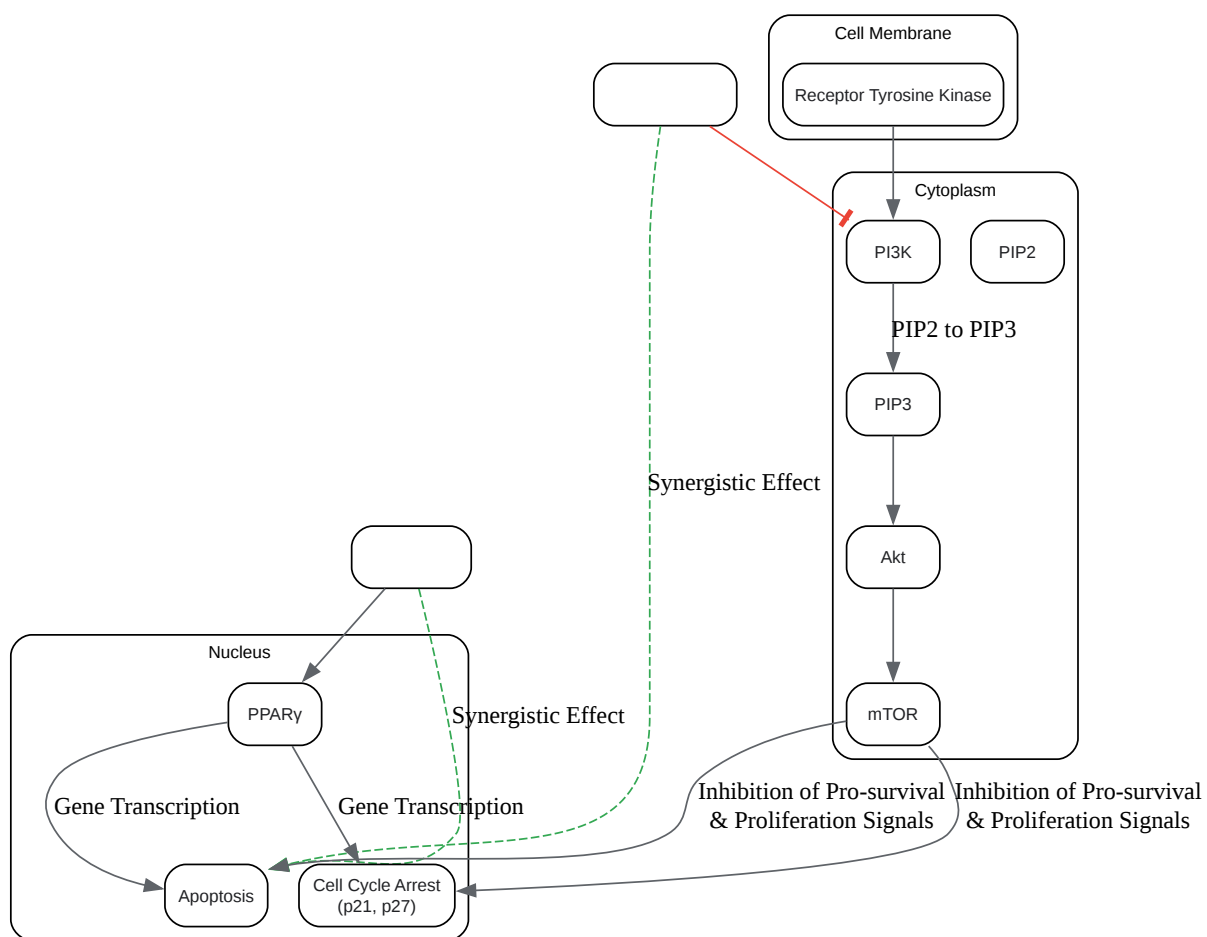 Cell Membrane
Receptor Tyrosine Kinase
Cytoplasm
PI3K
PIP2
PIP2 to PIP3
PIP3
Synergistic Effect
Akt
Nucleus
PPARγ
mTOR
Synergistic Effect
Gene Transcription
Gene Transcription
Inhibition of Pro-survival
& Proliferation Signals
Inhibition of Pro-survival
& Proliferation Signals
Apoptosis
Cell Cycle Arrest
(p21, p27)